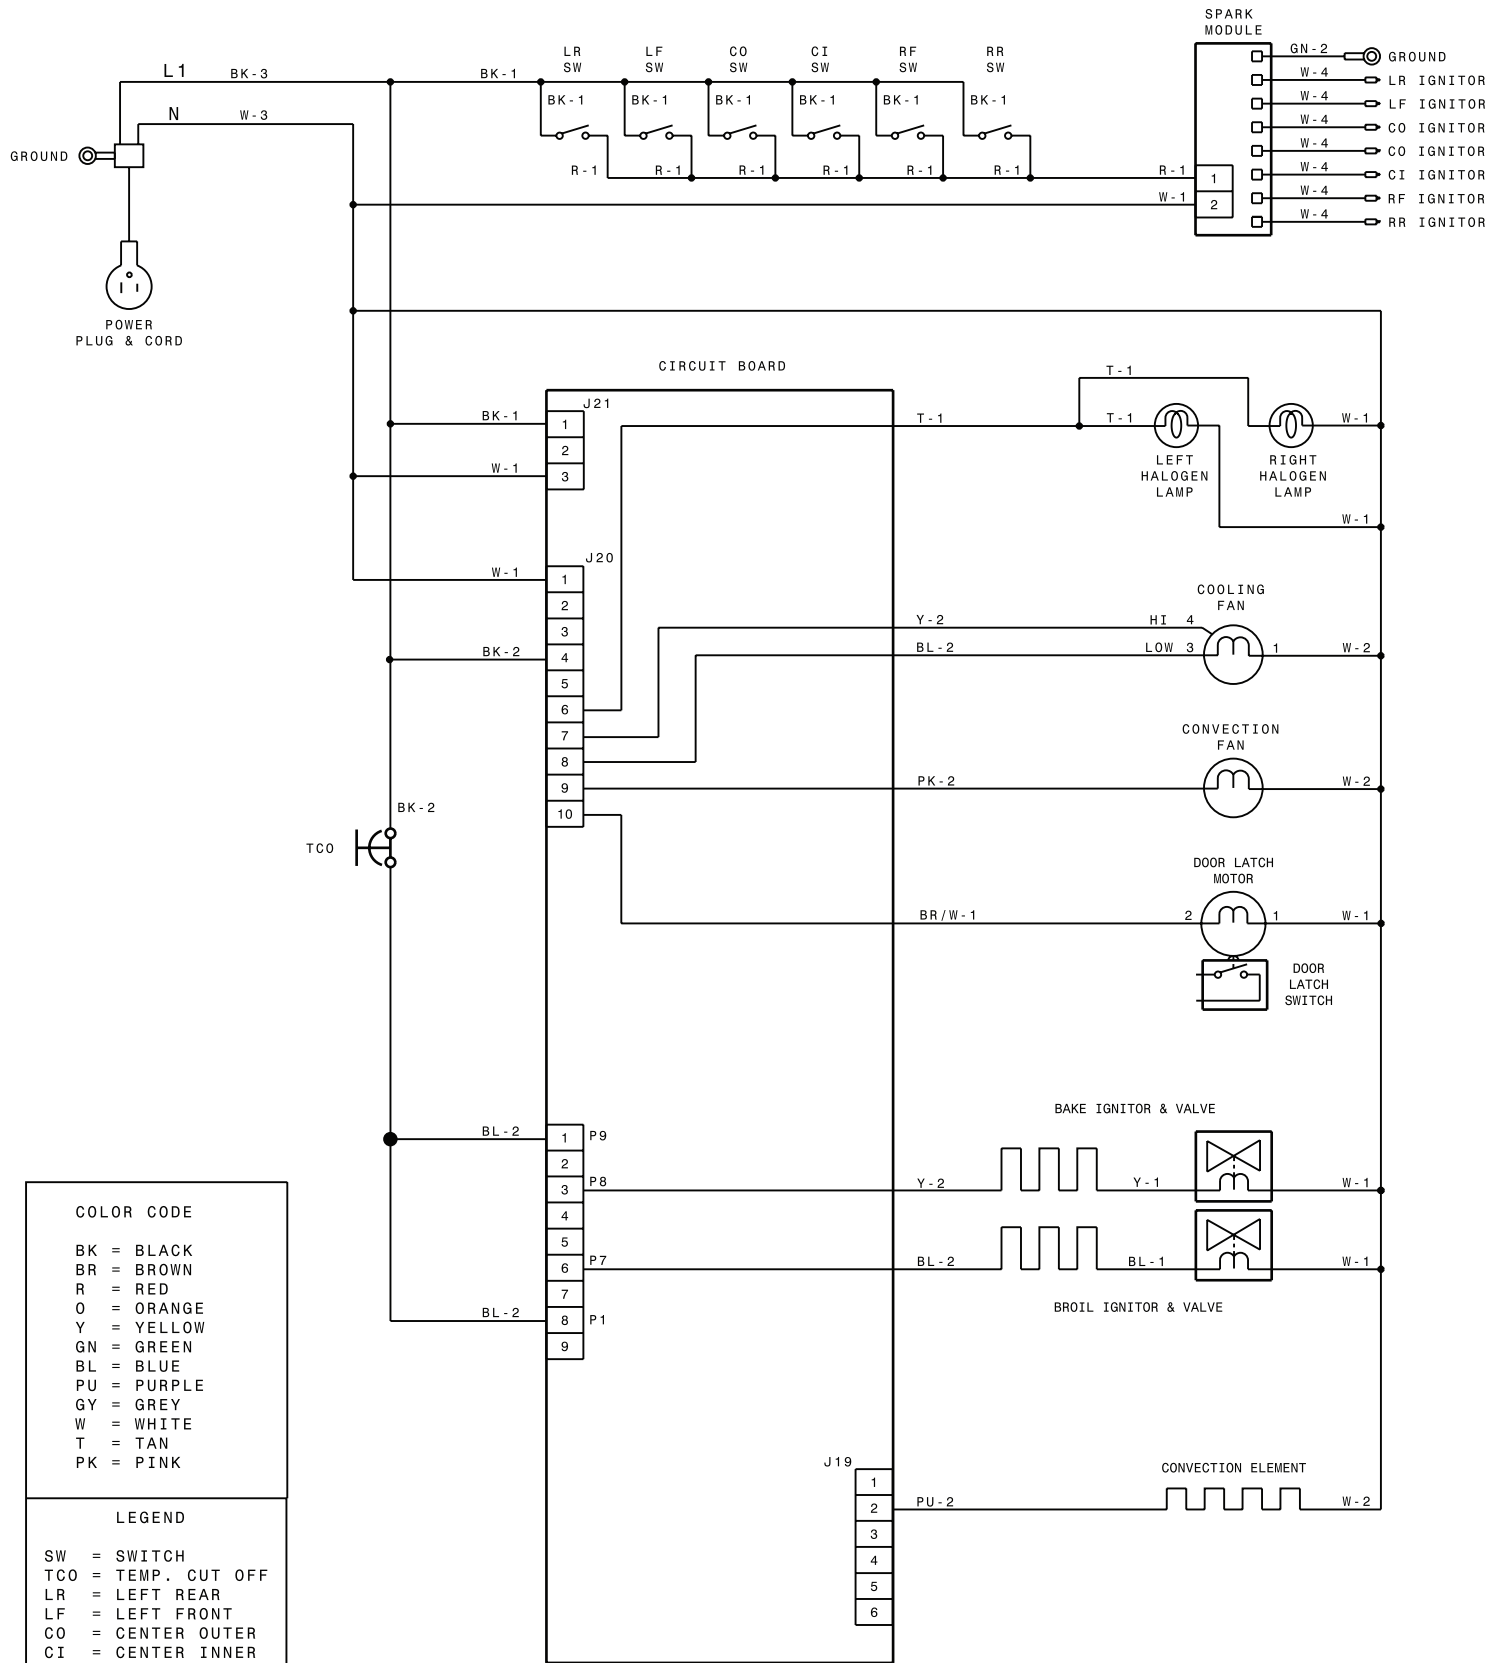 SPARK
MODULE
GN-2 GROUND
W-4 LR IGNITOR
W-4 LF IGNITOR
W-4 CO IGNITOR
W-4 CO IGNITOR
W-4 CI IGNITOR
W-4 RF IGNITOR
W-4 RR IGNITOR
1
2
LR
SW
LF
SW
CO
SW
CI
SW
RF
SW
RR
SW
L1 BK-3 BK-1
BK-1 BK-1 BK-1 BK-1 BK-1 BK-1
N W-3
GROUND
R-1 R-1 R-1 R-1 R-1 R-1 R-1
W-1
POWER
PLUG & CORD
CIRCUIT BOARD
J21
BK-1 1
2
W-1 3
T-1
T-1 T-1 W-1
LEFT
HALOGEN
LAMP
RIGHT
HALOGEN
LAMP
W-1
J20
W-1 1
2
3
BK-2 4
5
6
7
8
9
10
COOLING
FAN
Y-2 HI 4
BL-2 LOW 3 1 W-2
CONVECTION
FAN
PK-2 W-2
BK-2
TCO
DOOR LATCH
MOTOR
BR/W-1 2 1 W-1
DOOR
LATCH
SWITCH
BAKE IGNITOR & VALVE
BL-2 1 P9
2
3 P8 Y-2 Y-1 W-1
4
5
6 P7 BL-2 BL-1 W-1
7
BL-2 8 P1
9
BROIL IGNITOR & VALVE
J19
1
2
3
4
5
6
CONVECTION ELEMENT
PU-2 W-2
COLOR CODE
BK = BLACK
BR = BROWN
R = RED
O = ORANGE
Y = YELLOW
GN = GREEN
BL = BLUE
PU = PURPLE
GY = GREY
W = WHITE
T = TAN
PK = PINK
LEGEND
SW = SWITCH
TCO = TEMP. CUT OFF
LR = LEFT REAR
LF = LEFT FRONT
CO = CENTER OUTER
CI = CENTER INNER